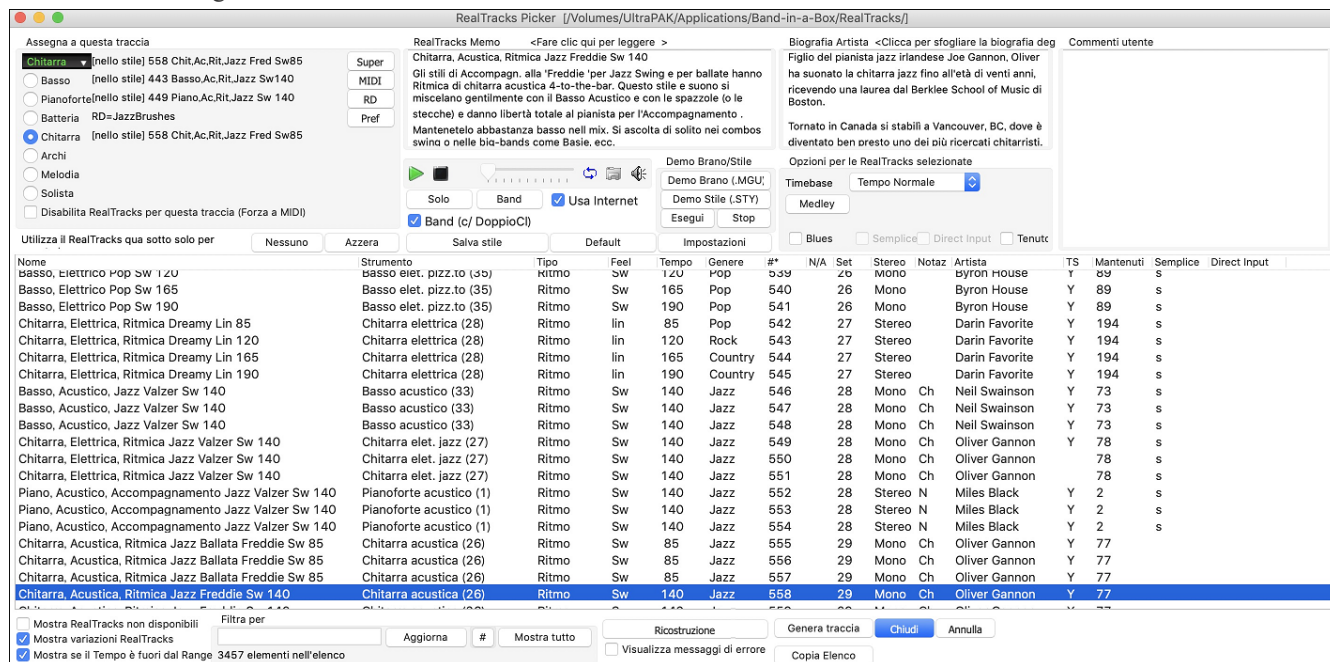 RealTracks Picker [/Volumes/UltraPAK/Applications/Band-in-a-Box/RealTracks/]
Assegna a questa traccia
Chitarra [nello stile] 558 Chit,Ac,Rit,Jazz Fred Sw85 Super
Basso [nello stile] 443 Basso,Ac,Rit,Jazz Sw140 MIDI
Pianoforte [nello stile] 449 Piano,Ac,Rit,Jazz Sw 140 RD
Batteria RD=JazzBrushes Pref
Chitarra [nello stile] 558 Chit,Ac,Rit,Jazz Fred Sw85
Archi
Melodia
Solista
Disabilita RealTracks per questa traccia (Forza a MIDI)
Utilizza il RealTracks qua sotto solo per Nessuno Azzera
RealTracks Memo <Fare clic qui per leggere >
Chitarra, Acustica, Ritmica Jazz Freddie Sw 140
Gli stili di Accompagn. alla 'Freddie 'per Jazz Swing e per ballate hanno
Ritmica di chitarra acustica 4-to-the-bar. Questo stile e suono si
miscelano gentilmente con il Basso Acustico e con le spazzole (o le
stecche) e danno libertà totale al pianista per l'Accompagnamento .
Mantenetelo abbastanza basso nell mix. Si ascolta di solito nei combos
swing o nelle big-bands come Basie, ecc.
Solo Band Usa Internet
Band (c/ DoppioCl)
Salva stile Default Impostazioni
Demo Brano/Stile
Demo Brano (.MGU;
Demo Stile (.STY)
Esegui Stop
Biografia Artista <Clicca per sfogliare la biografia deg
Figlio del pianista jazz irlandese Joe Gannon, Oliver
ha suonato la chitarra jazz fino all'età di venti anni,
ricevendo una laurea dal Berklee School of Music di
Boston.
Tornato in Canada si stabilì a Vancouver, BC, dove è
diventato ben presto uno dei più ricercati chitarristi.
Opzioni per le RealTracks selezionate
Timebase Tempo Normale
Medley
Blues Semplice Direct Input Tenutc
Commenti utente
Nome Strumento Tipo Feel Tempo Genere #* N/A Set Stereo Notaz Artista TS Mantenuti Semplice Direct Input
Basso, Elettrico Pop Sw 120 Basso elet. pizz.to (35) Ritmo Sw 120 Pop 539 26 Mono Byron House Y 89 s
Basso, Elettrico Pop Sw 165 Basso elet. pizz.to (35) Ritmo Sw 165 Pop 540 26 Mono Byron House Y 89 s
Basso, Elettrico Pop Sw 190 Basso elet. pizz.to (35) Ritmo Sw 190 Pop 541 26 Mono Byron House Y 89 s
Chitarra, Elettrica, Ritmica Dreamy Lin 85 Chitarra elettrica (28) Ritmo lin 85 Pop 542 27 Stereo Darin Favorite Y 194 s
Chitarra, Elettrica, Ritmica Dreamy Lin 120 Chitarra elettrica (28) Ritmo lin 120 Rock 543 27 Stereo Darin Favorite Y 194 s
Chitarra, Elettrica, Ritmica Dreamy Lin 165 Chitarra elettrica (28) Ritmo lin 165 Country 544 27 Stereo Darin Favorite Y 194 s
Chitarra, Elettrica, Ritmica Dreamy Lin 190 Chitarra elettrica (28) Ritmo lin 190 Country 545 27 Stereo Darin Favorite Y 194 s
Basso, Acustico, Jazz Valzer Sw 140 Basso acustico (33) Ritmo Sw 140 Jazz 546 28 Mono Ch Neil Swainson Y 73 s
Basso, Acustico, Jazz Valzer Sw 140 Basso acustico (33) Ritmo Sw 140 Jazz 547 28 Mono Ch Neil Swainson Y 73 s
Basso, Acustico, Jazz Valzer Sw 140 Basso acustico (33) Ritmo Sw 140 Jazz 548 28 Mono Ch Neil Swainson Y 73 s
Chitarra, Elettrica, Ritmica Jazz Valzer Sw 140 Chitarra elet. jazz (27) Ritmo Sw 140 Jazz 549 28 Mono Ch Oliver Gannon Y 78 s
Chitarra, Elettrica, Ritmica Jazz Valzer Sw 140 Chitarra elet. jazz (27) Ritmo Sw 140 Jazz 550 28 Mono Ch Oliver Gannon 78 s
Chitarra, Elettrica, Ritmica Jazz Valzer Sw 140 Chitarra elet. jazz (27) Ritmo Sw 140 Jazz 551 28 Mono Ch Oliver Gannon 78 s
Piano, Acustico, Accompagnamento Jazz Valzer Sw 140 Pianoforte acustico (1) Ritmo Sw 140 Jazz 552 28 Stereo N Miles Black Y 2 s
Piano, Acustico, Accompagnamento Jazz Valzer Sw 140 Pianoforte acustico (1) Ritmo Sw 140 Jazz 553 28 Stereo N Miles Black Y 2 s
Piano, Acustico, Accompagnamento Jazz Valzer Sw 140 Pianoforte acustico (1) Ritmo Sw 140 Jazz 554 28 Stereo N Miles Black Y 2 s
Chitarra, Acustica, Ritmica Jazz Ballata Freddie Sw 85 Chitarra acustica (26) Ritmo Sw 85 Jazz 555 29 Mono Ch Oliver Gannon Y 77
Chitarra, Acustica, Ritmica Jazz Ballata Freddie Sw 85 Chitarra acustica (26) Ritmo Sw 85 Jazz 556 29 Mono Ch Oliver Gannon Y 77
Chitarra, Acustica, Ritmica Jazz Ballata Freddie Sw 85 Chitarra acustica (26) Ritmo Sw 85 Jazz 557 29 Mono Ch Oliver Gannon Y 77
Chitarra, Acustica, Ritmica Jazz Freddie Sw 140 Chitarra acustica (26) Ritmo Sw 140 Jazz 558 29 Mono Ch Oliver Gannon Y 77
Mostra RealTracks non disponibili Filtra per
Mostra variazioni RealTracks Aggiorna # Mostra tutto
Mostra se il Tempo è fuori dal Range 3457 elementi nell'elenco
Ricostruzione Genera traccia Chiudi Annulla
Visualizza messaggi di errore Copia Elenco